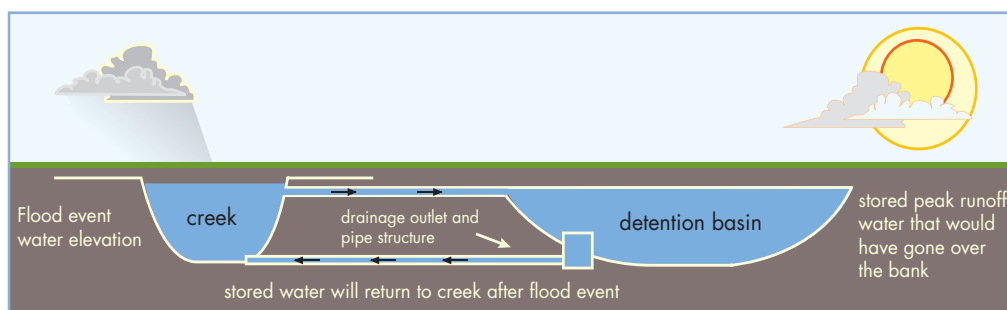 Flood event
water elevation
creek
drainage outlet and
pipe structure
detention basin
stored peak runoff
water that would
have gone over
the bank
stored water will return to creek after flood event